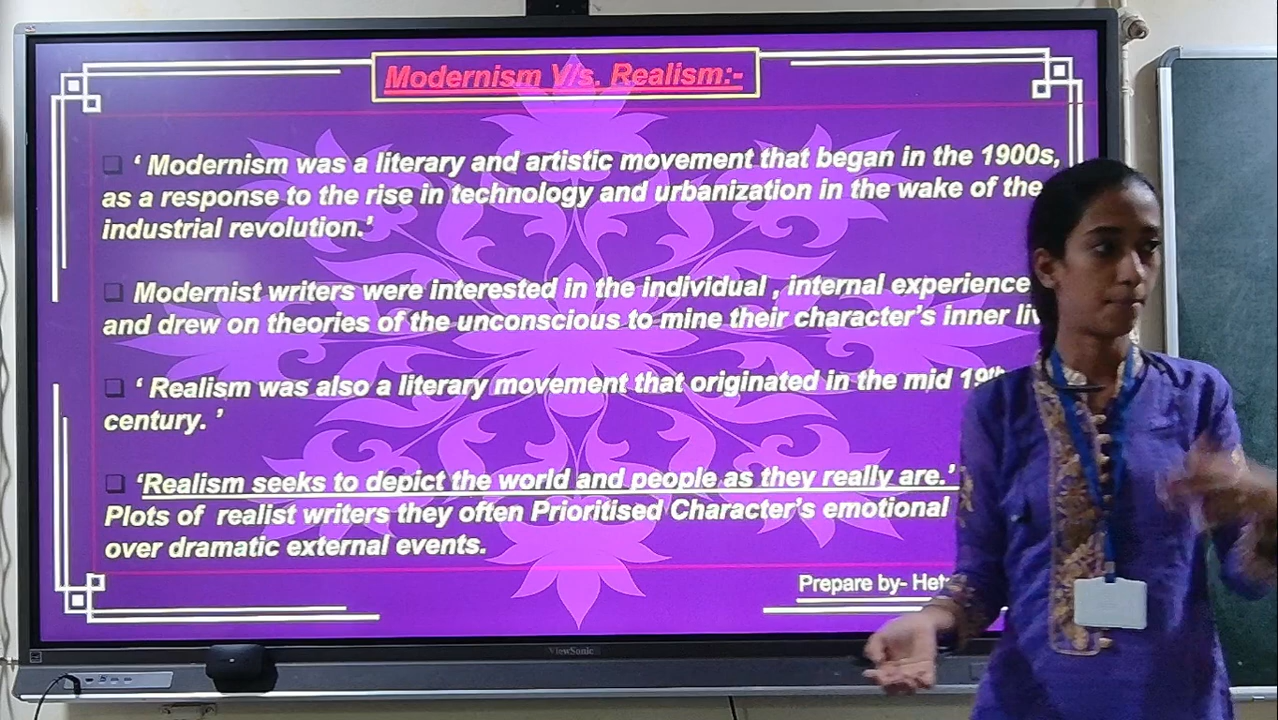 Modernism V/s. Realism:-
‘ Modernism was a literary and artistic movement that began in the 1900s,
as a response to the rise in technology and urbanization in the wake of the
industrial revolution.’
Modernist writers were interested in the individual , internal experience
and drew on theories of the unconscious to mine their character’s inner
‘ Realism was also a literary movement that originated in the mid 19th
century. ’
‘Realism seeks to depict the world and people as they really are.’
Plots of realist writers they often Prioritised Character’s emotional
over dramatic external events.
Prepare by-
ViewSonic